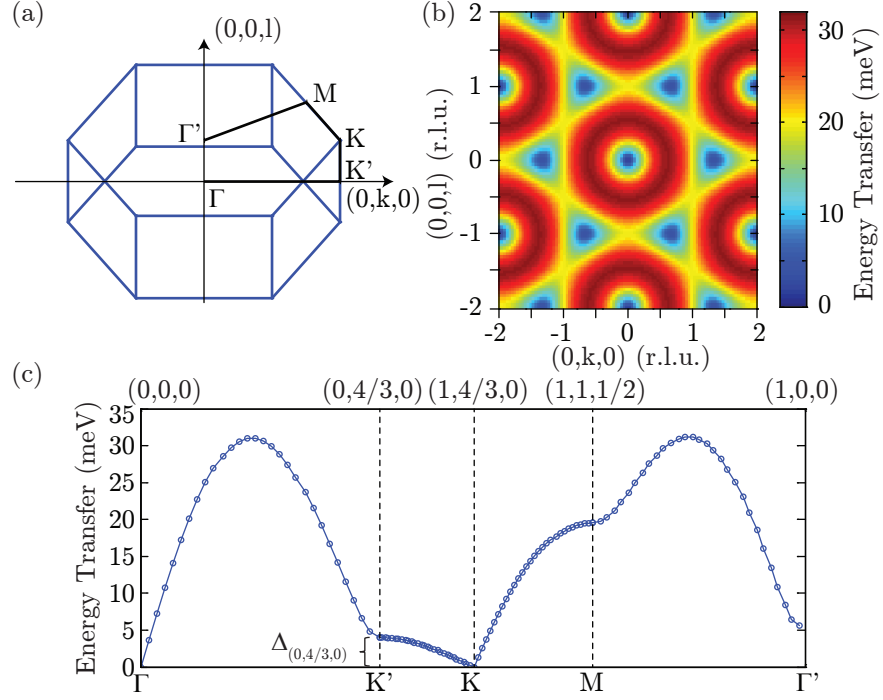 (a)
(0,0,l)
M
Γ'
K
K'
Γ
(0,k,0)
(b)
2
1
0
-1
-2
(0,0,l) (r.l.u.)
-2
-1
0
1
2
(0,k,0) (r.l.u.)
30
20
10
0
Energy Transfer (meV)
(c)
(0,0,0)
(0,4/3,0)
(1,4/3,0)
(1,1,1/2)
(1,0,0)
35
30
25
20
15
10
5
0
Energy Transfer (meV)
Δ(0,4/3,0)
Γ
K'
K
M
Γ'